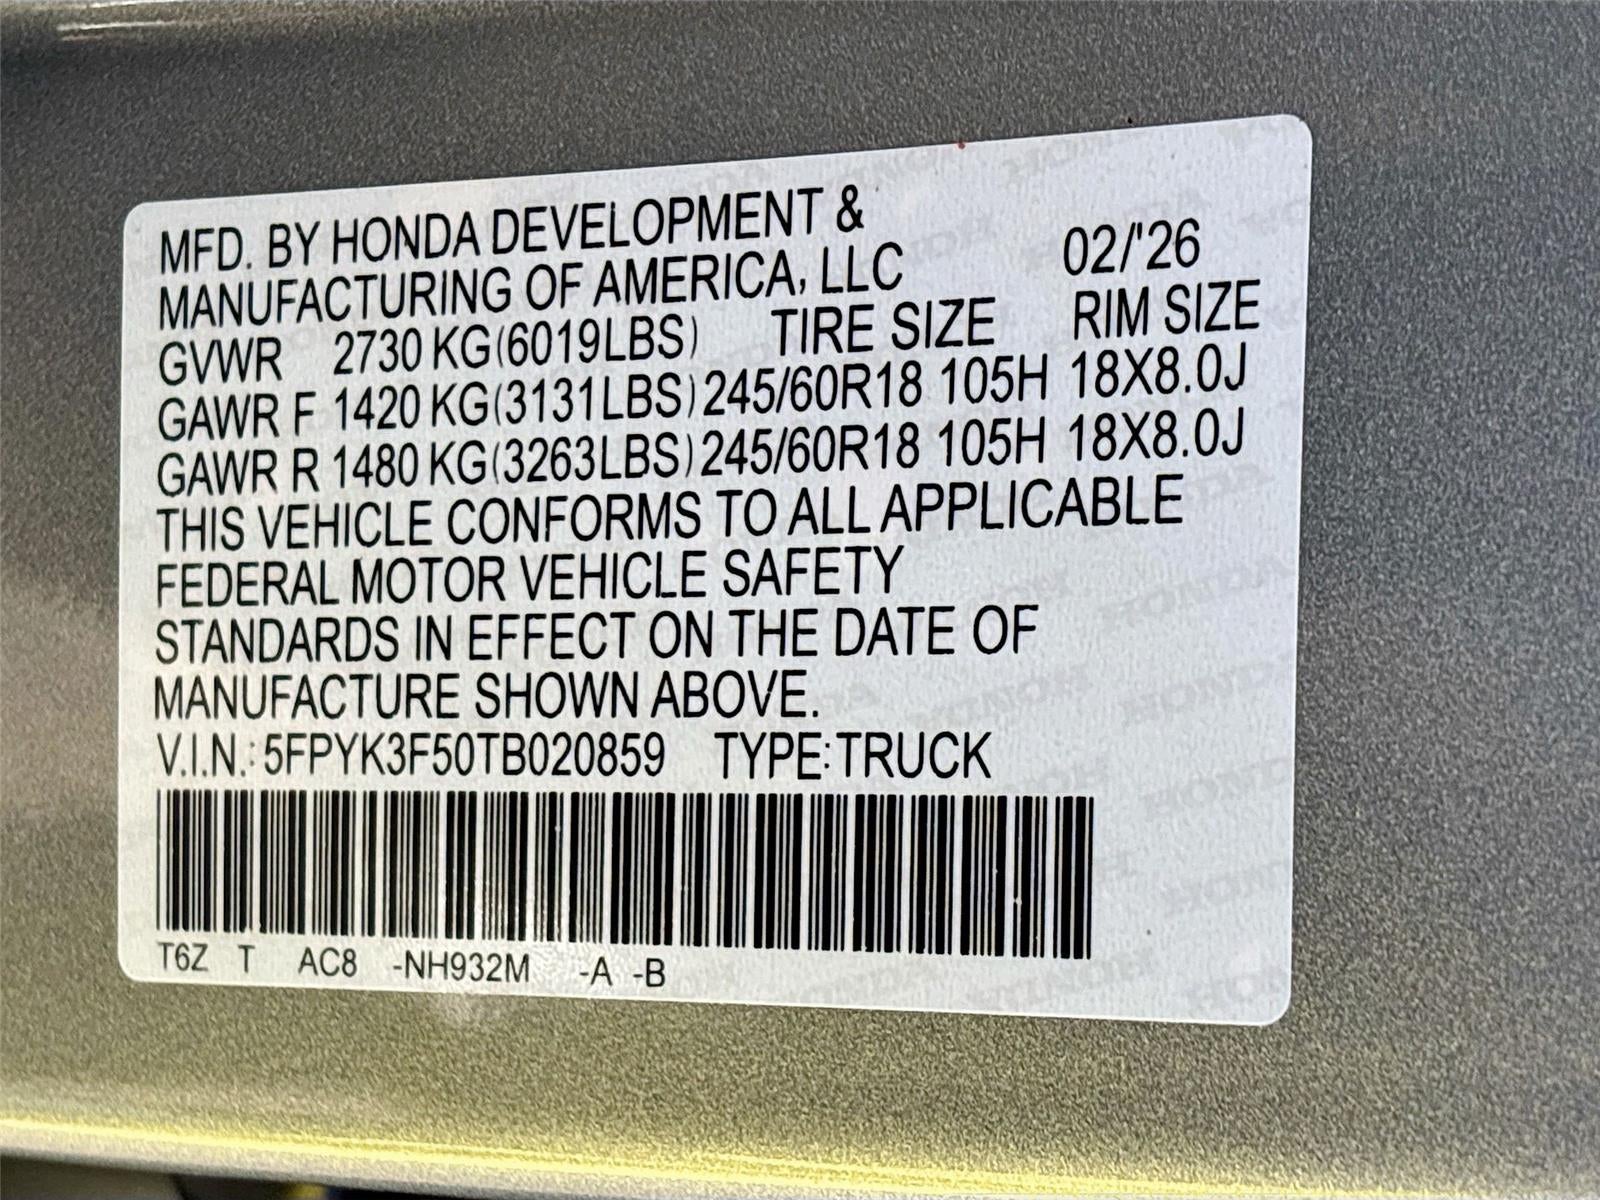 MFD. BY HONDA DEVELOPMENT &
MANUFACTURING OF AMERICA, LLC 02/'26
GVWR 2730 KG(6019LBS) TIRE SIZE RIM SIZE
GAWR F 1420 KG(3131LBS) 245/60R18 105H 18X8.0J
GAWR R 1480 KG(3263LBS) 245/60R18 105H 18X8.0J
THIS VEHICLE CONFORMS TO ALL APPLICABLE
FEDERAL MOTOR VEHICLE SAFETY
STANDARDS IN EFFECT ON THE DATE OF
MANUFACTURE SHOWN ABOVE.
V.I.N.: 5FPYK3F50TB020859 TYPE:TRUCK
T6Z T AC8 -NH932M -A -B